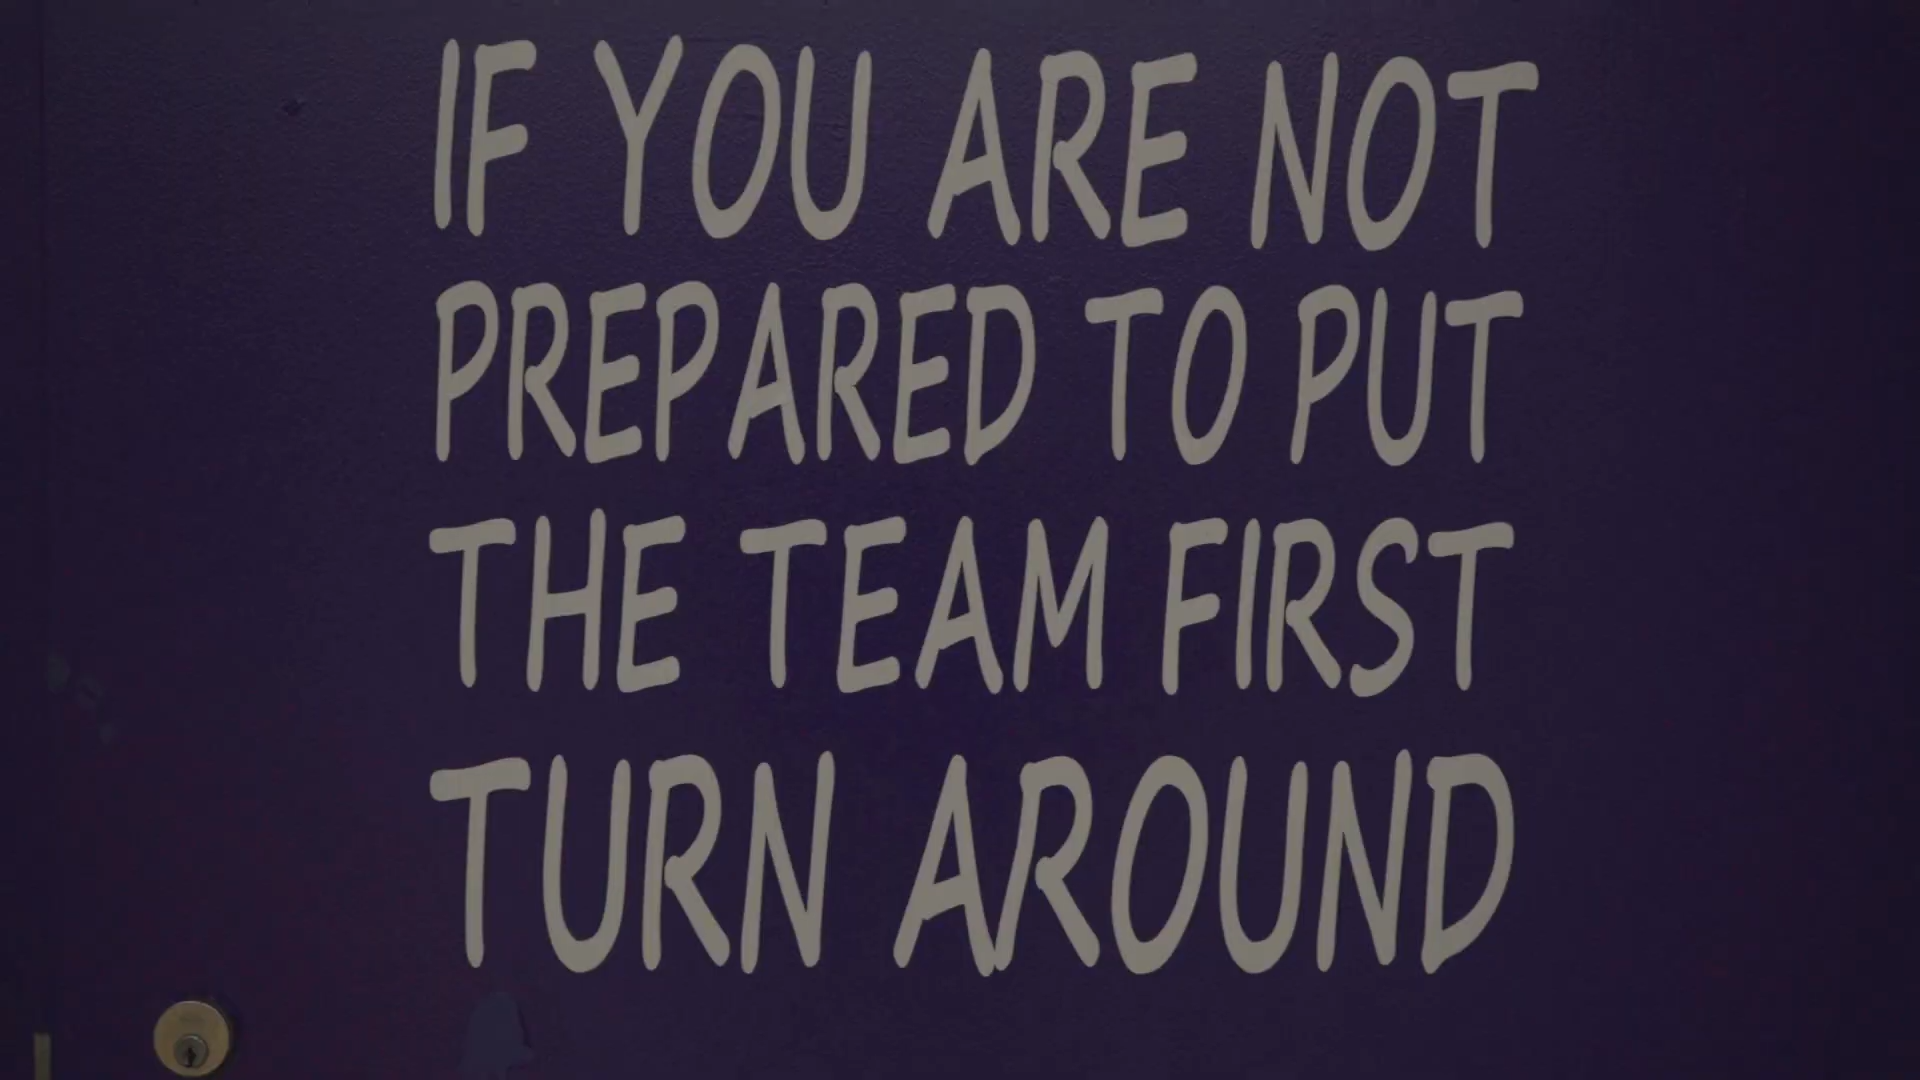 IF YOU ARE NOT
PREPARED TO PUT
THE TEAM FIRST
TURN AROUND